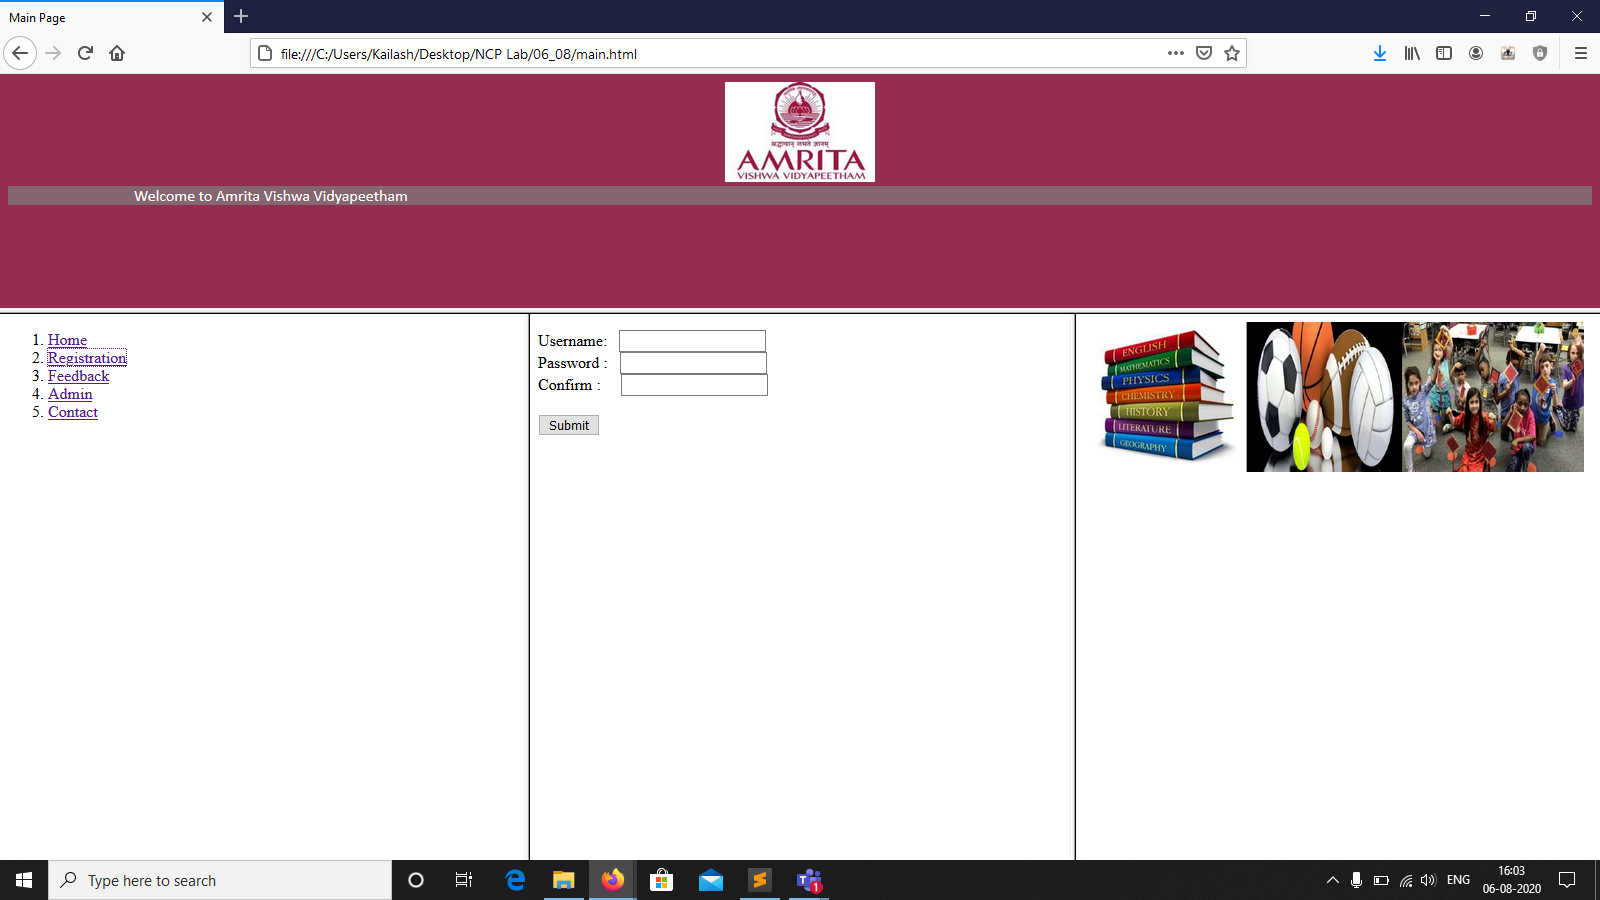 Main Page
file:///C:/Users/Kailash/Desktop/NCP Lab/06_08/main.html
श्रद्धावान् लभते ज्ञानम्
AMRITA
VISHWA VIDYAPEETHAM
Welcome to Amrita Vishwa Vidyapeetham
1. Home
2. Registration
3. Feedback
4. Admin
5. Contact
Username:
Password :
Confirm :
Submit
ENGLISH
MATHEMATICS
PHYSICS
CHEMISTRY
HISTORY
LITERATURE
GEOGRAPHY
Type here to search
1
ENG
16:03
06-08-2020